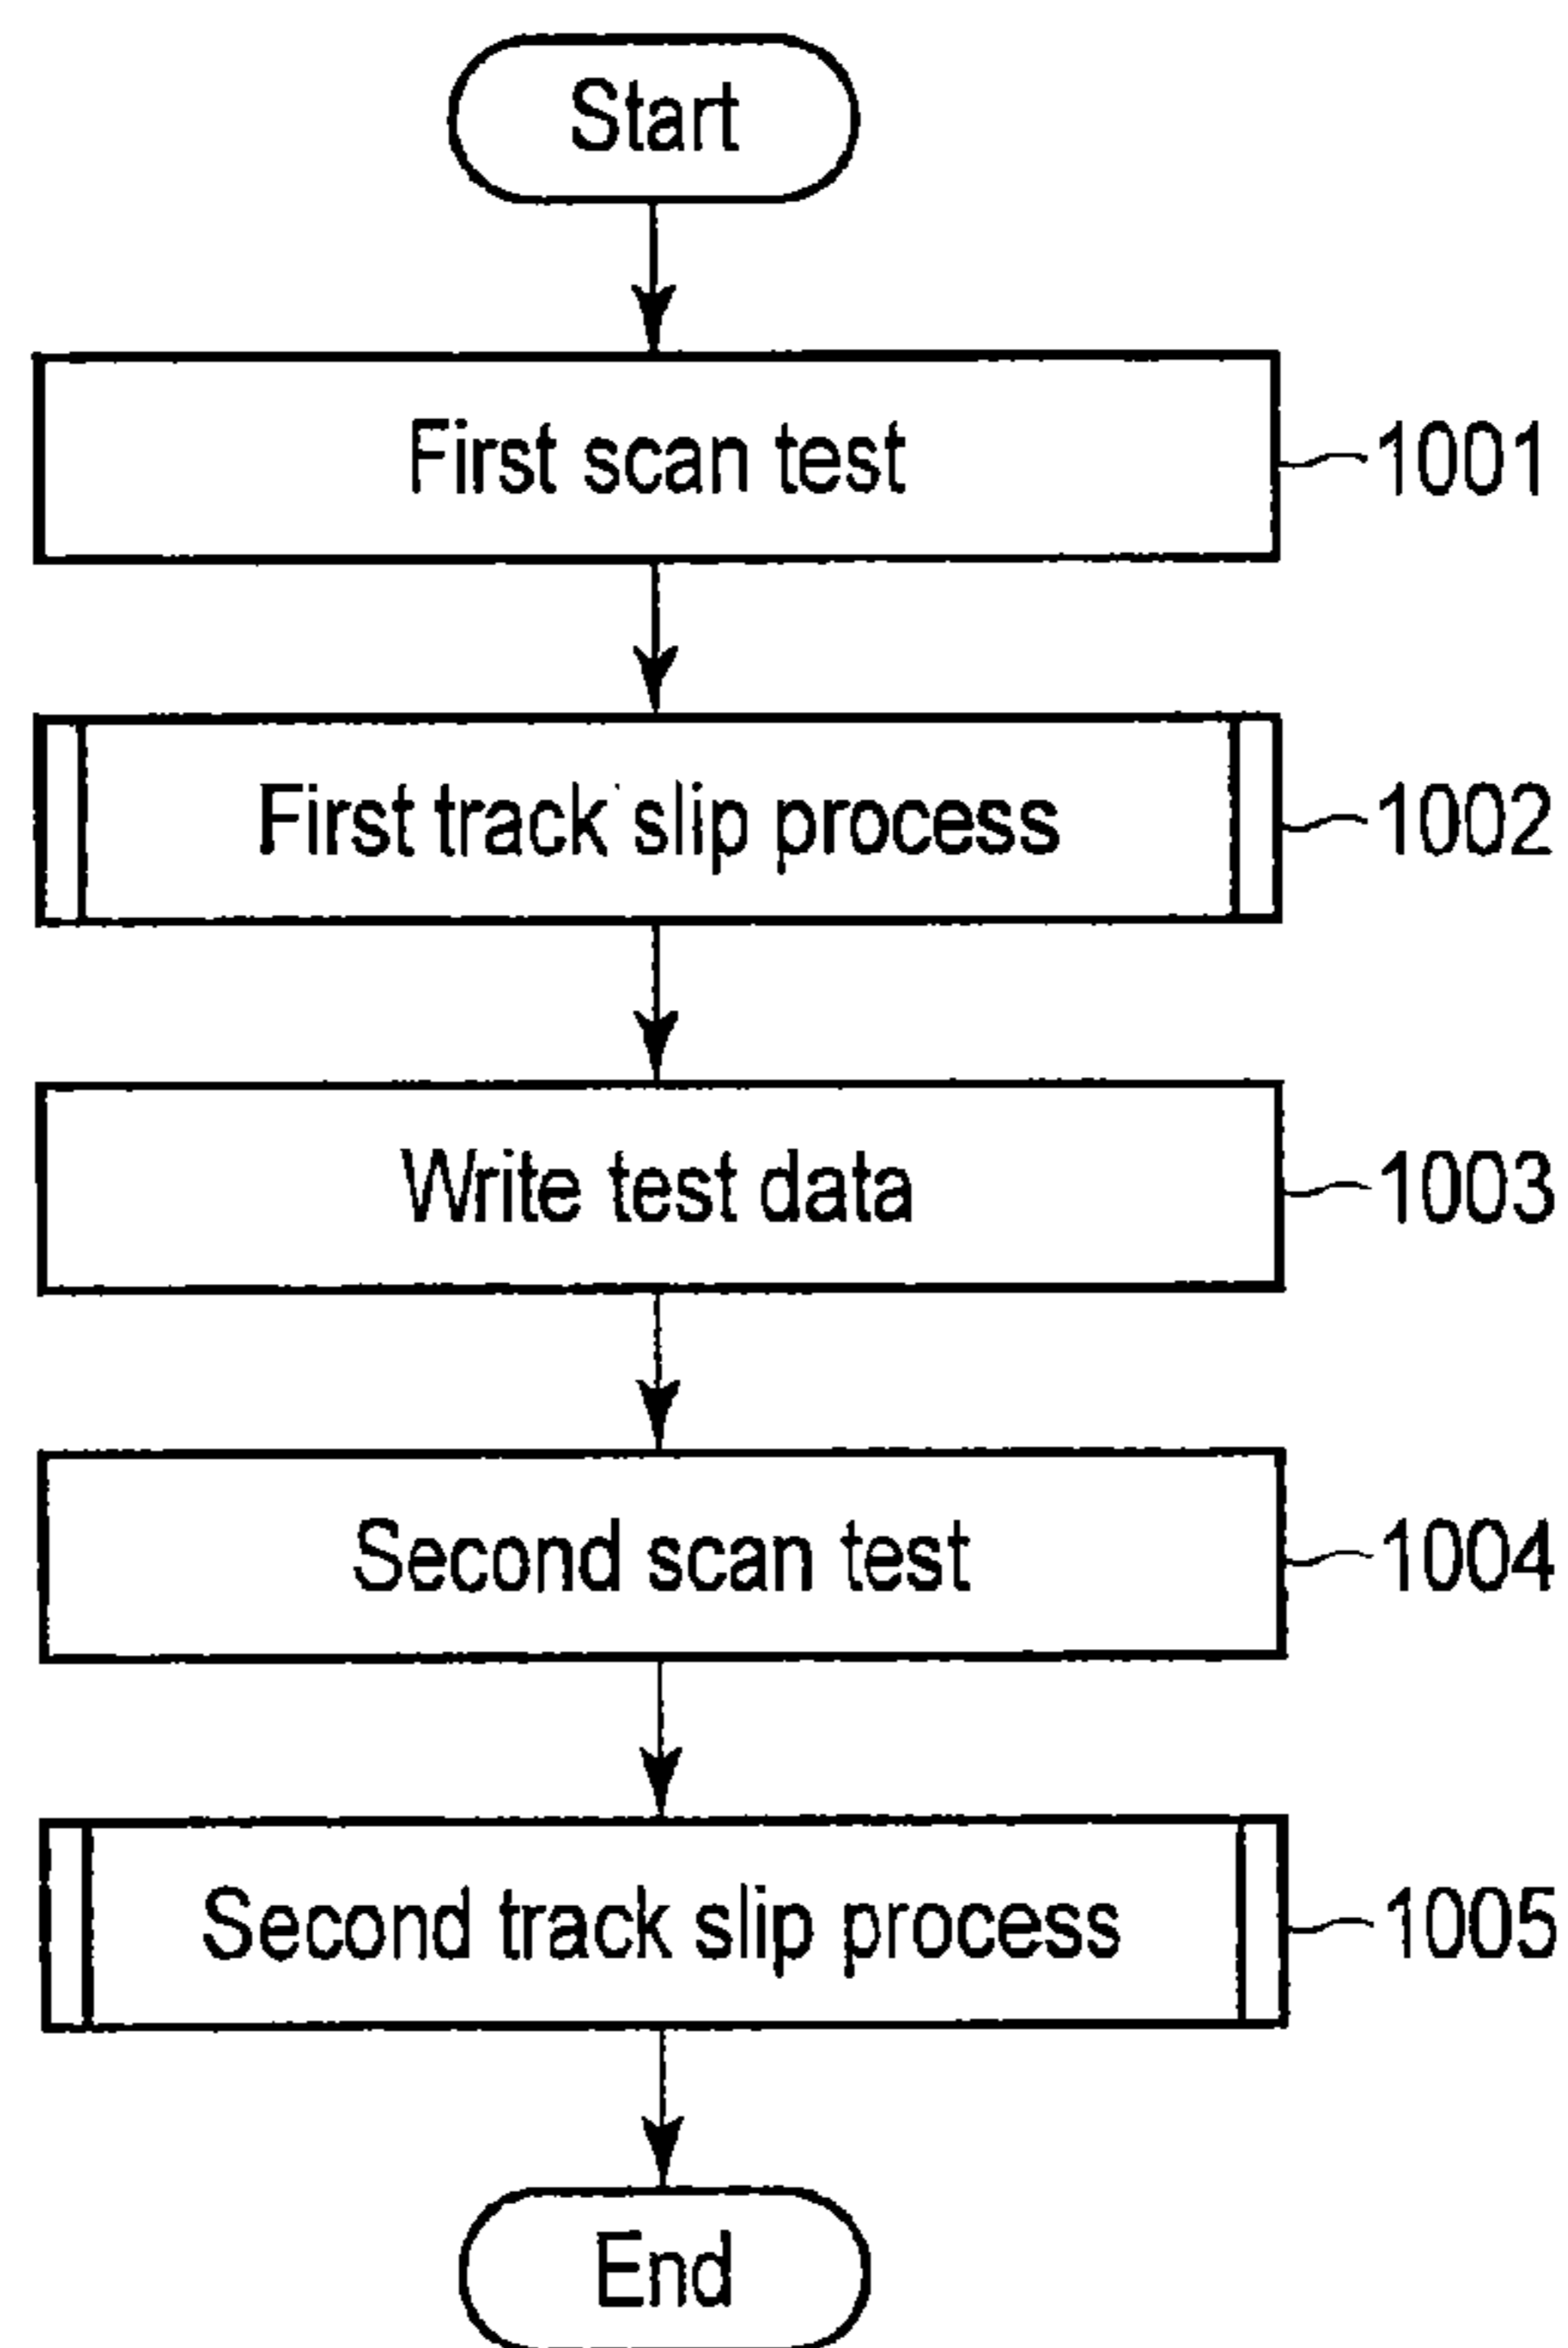 Start
First scan test
1001
First track slip process
1002
Write test data
1003
Second scan test
1004
Second track slip process
1005
End